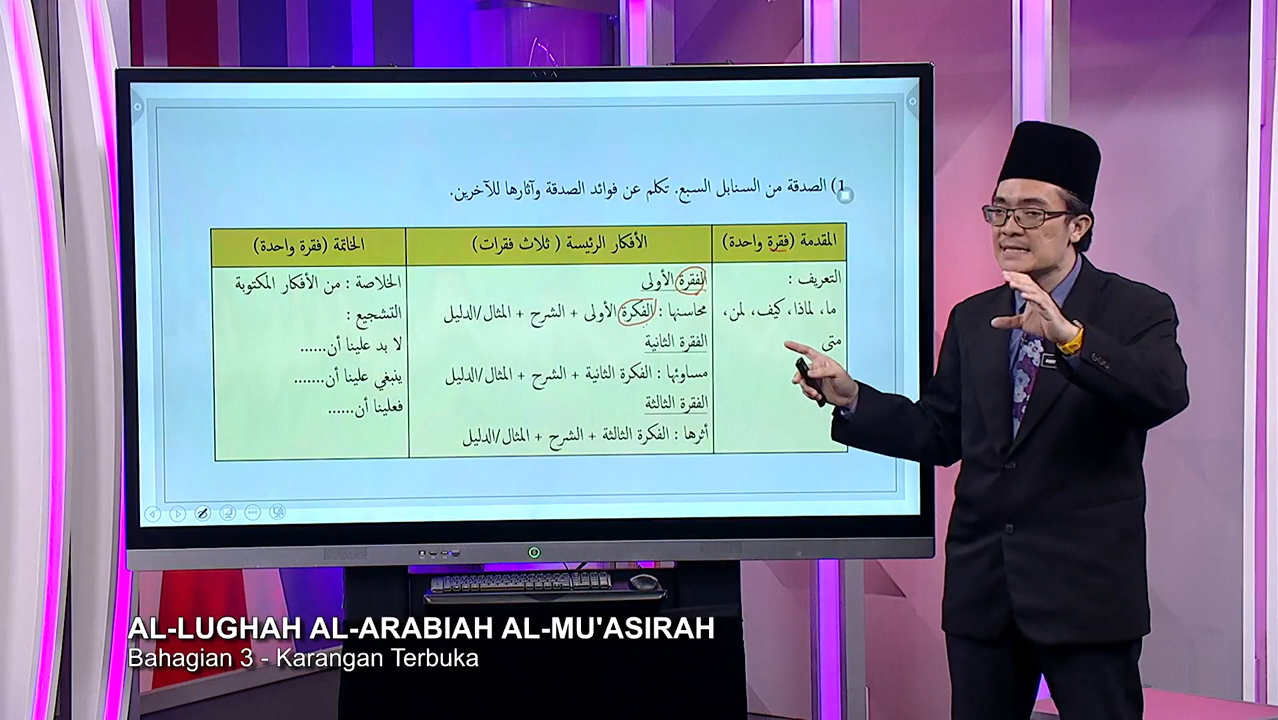 1) الصدقة من السنابل السبع. تكلم عن فوائد الصدقة وآثارها للآخرين.
المقدمة (فقرة واحدة)
التعريف :
ما، لماذا، كيف، لمن،
متى
الأفكار الرئيسة ( ثلاث فقرات)
الفقرة الأولى
محاسنها : الفكرة الأولى + الشرح + المثال/الدليل
الفقرة الثانية
مساوئها : الفكرة الثانية + الشرح + المثال/الدليل
الفقرة الثالثة
أثرها : الفكرة الثالثة + الشرح + المثال/الدليل
الخاتمة (فقرة واحدة)
الخلاصة : من الأفكار المكتوبة
التشجيع :
لا بد علينا أن......
ينبغي علينا أن.......
فعلينا أن......
AL-LUGHAH AL-ARABIAH AL-MU'ASIRAH
Bahagian 3 - Karangan Terbuka